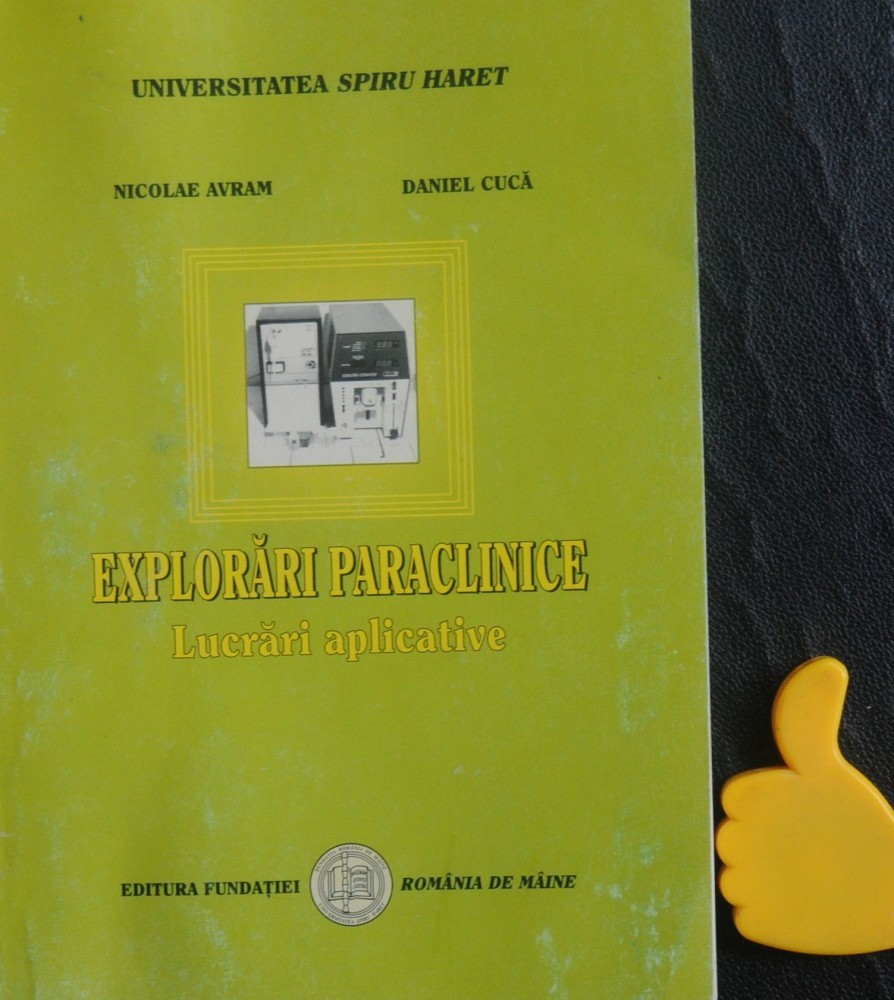 UNIVERSITATEA SPIRU HARET
NICOLAE AVRAM DANIEL CUCĂ
EXPLORĂRI PARACLINICE
Lucrări aplicative
EDITURA FUNDAȚIEI ROMÂNIA DE MÂINE